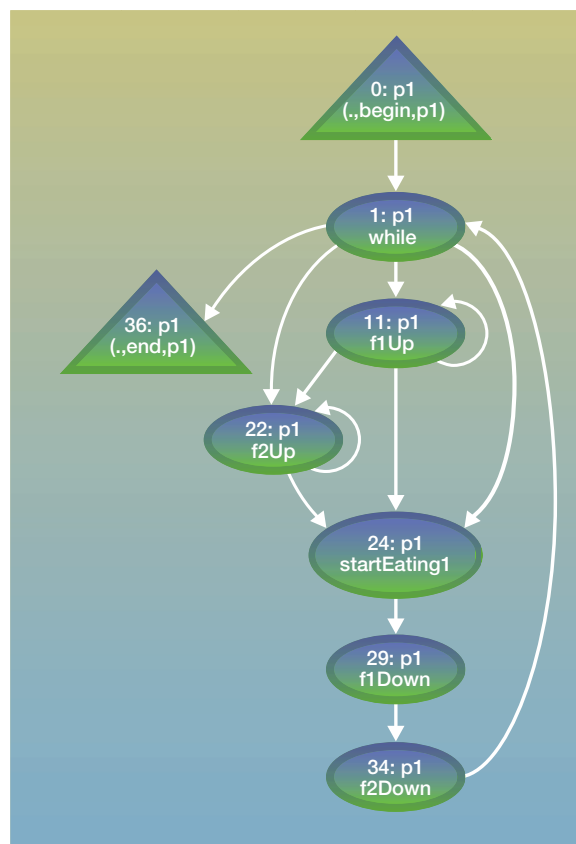 0: p1
(.,begin,p1)
1: p1
while
36: p1
(.,end,p1)
11: p1
f1Up
22: p1
f2Up
24: p1
startEating1
29: p1
f1Down
34: p1
f2Down